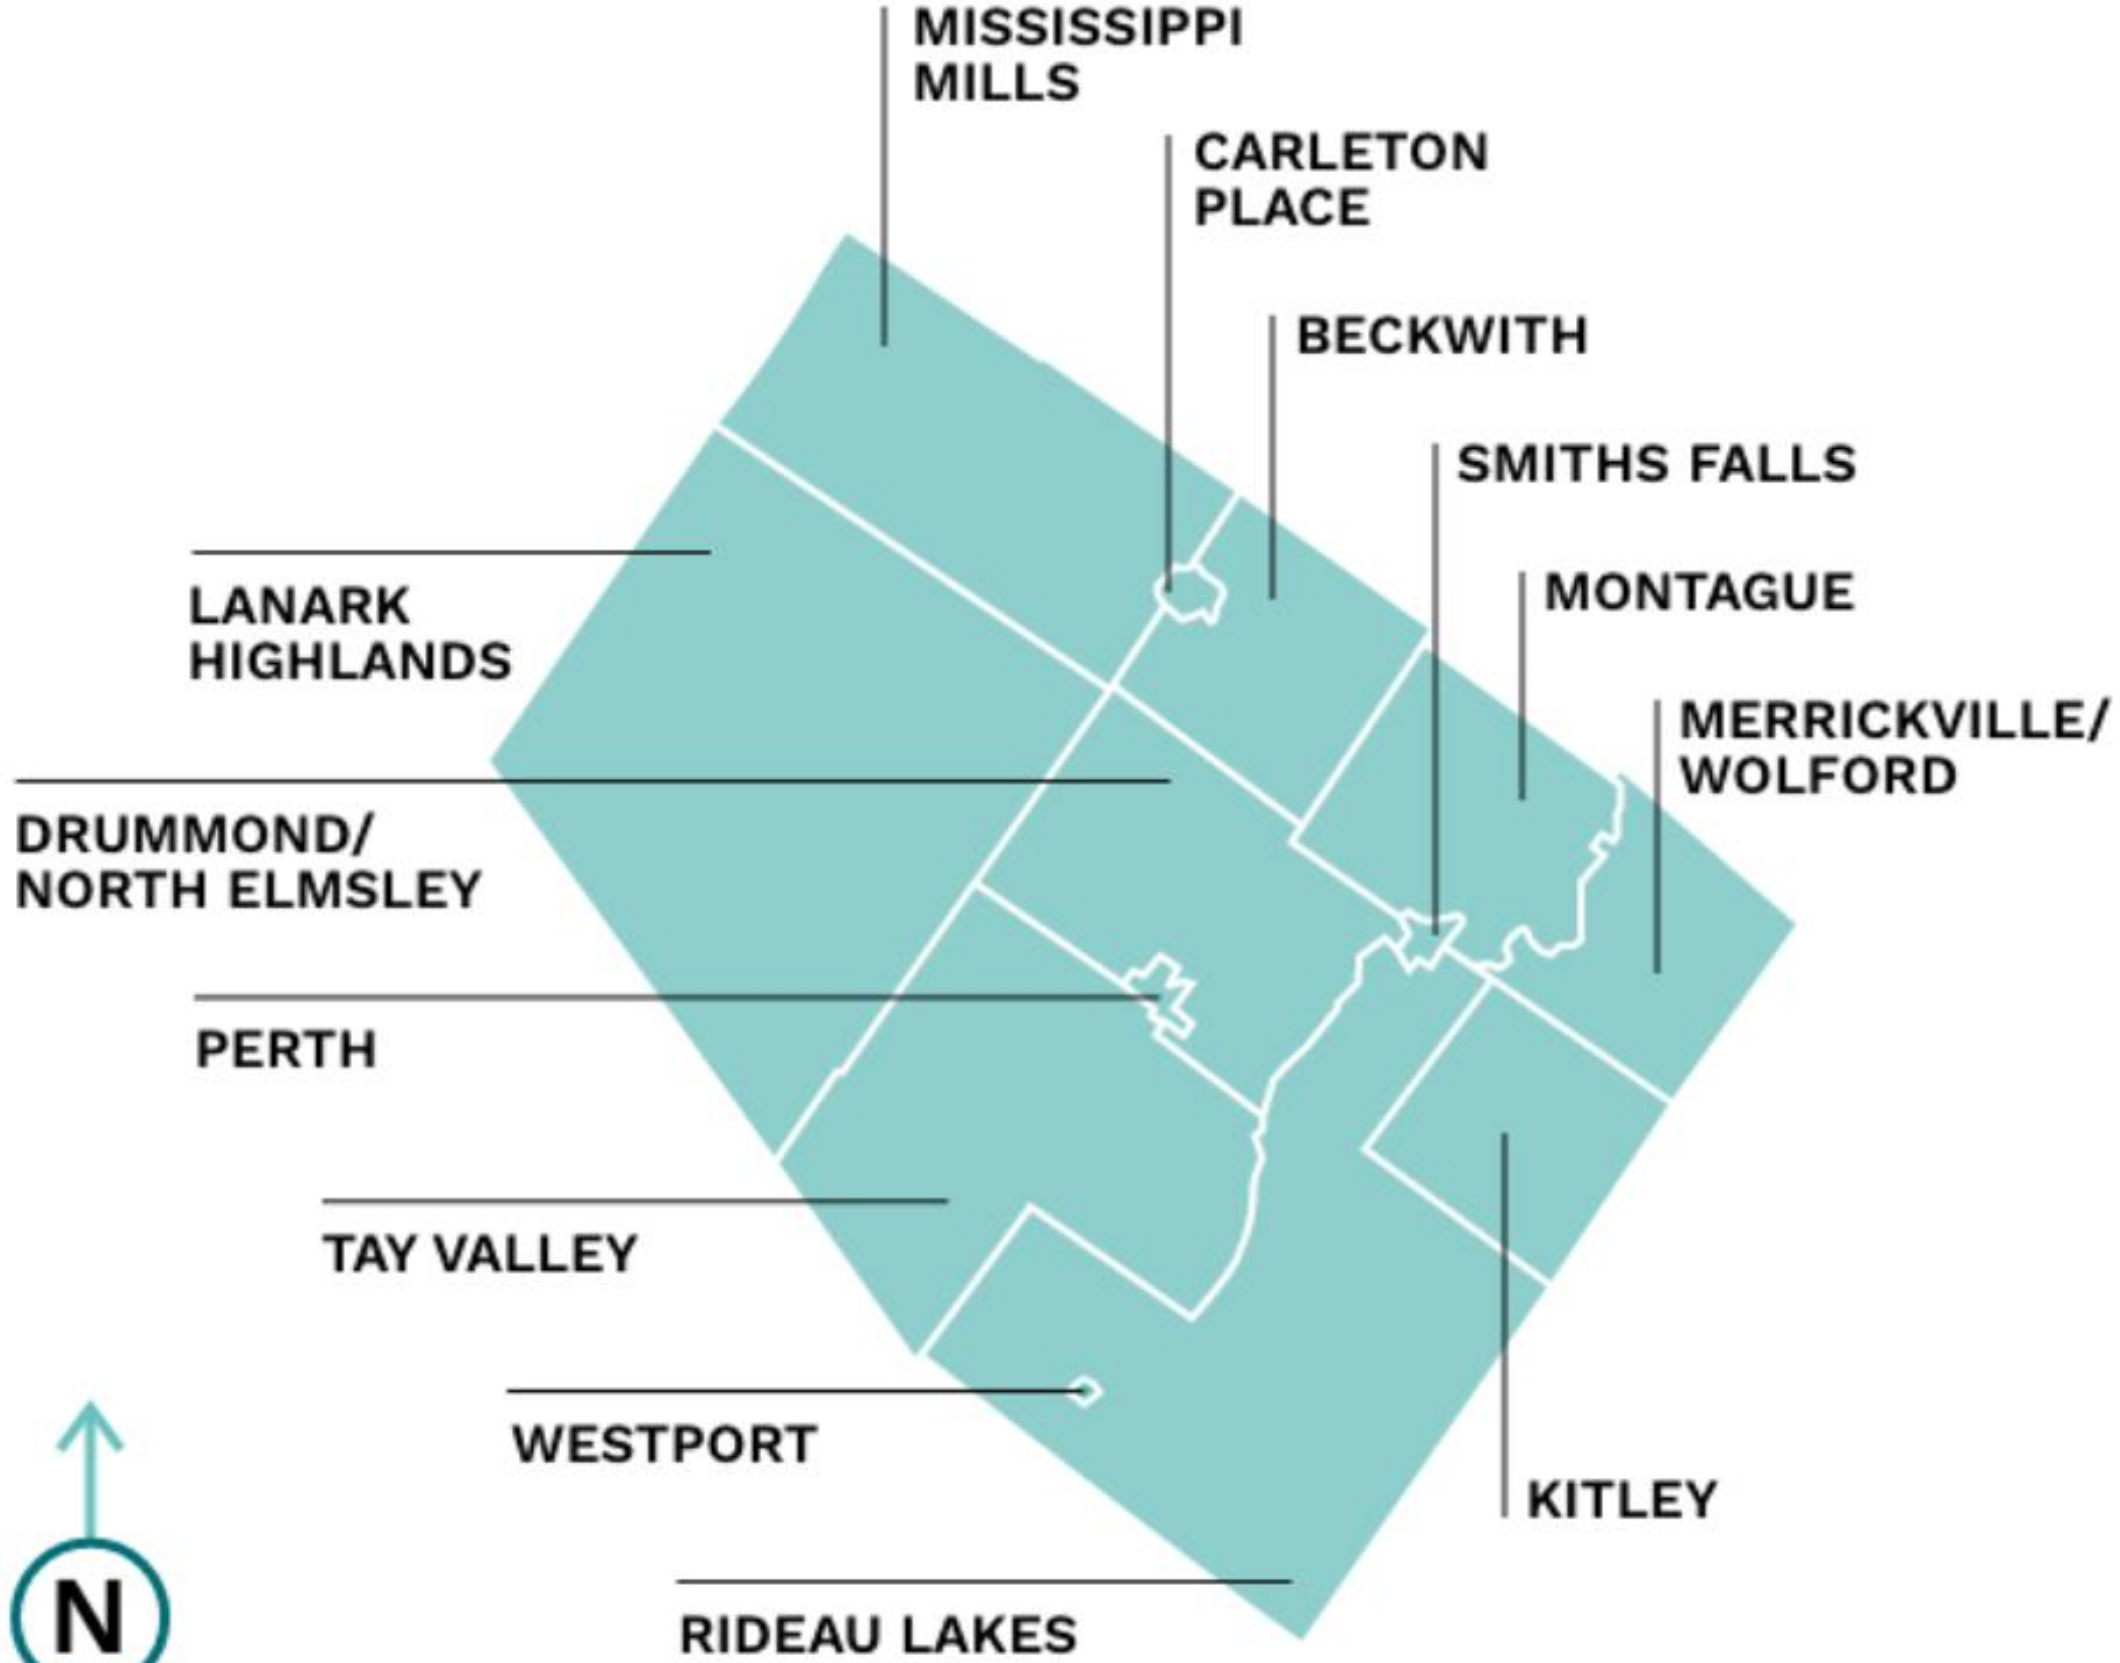 MISSISSIPPI
MILLS
CARLETON
PLACE
BECKWITH
SMITHS FALLS
LANARK
HIGHLANDS
MONTAGUE
MERRICKVILLE/
WOLFORD
DRUMMOND/
NORTH ELMSLEY
PERTH
TAY VALLEY
WESTPORT
KITLEY
RIDEAU LAKES
N